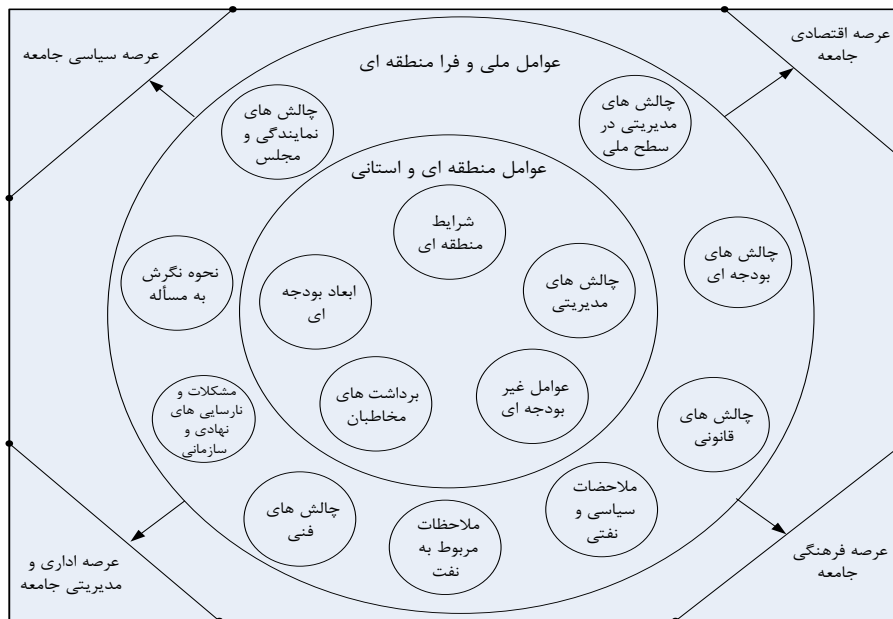 عرصه سیاسی جامعه
عرصه اقتصادی
جامعه
عوامل ملی و فرا منطقه ای
چالش های
مدیریتی در
سطح ملی
چالش های
نمایندگی و
مجلس
عوامل منطقه ای و استانی
شرایط
منطقه ای
چالش های
بودجه ای
نحوه نگرش
به مسأله
چالش های
مدیریتی
ابعاد بودجه
ای
عوامل غیر
بودجه ای
برداشت های
مخاطبان
چالش های
قانونی
مشکلات و
نارسایی های
نهادی و
سازمانی
ملاحضات
سیاسی و
نفتی
ملاحظات
مربوط به
نفت
چالش های
فنی
عرصه فرهنگی
جامعه
عرصه اداری و
مدیریتی جامعه